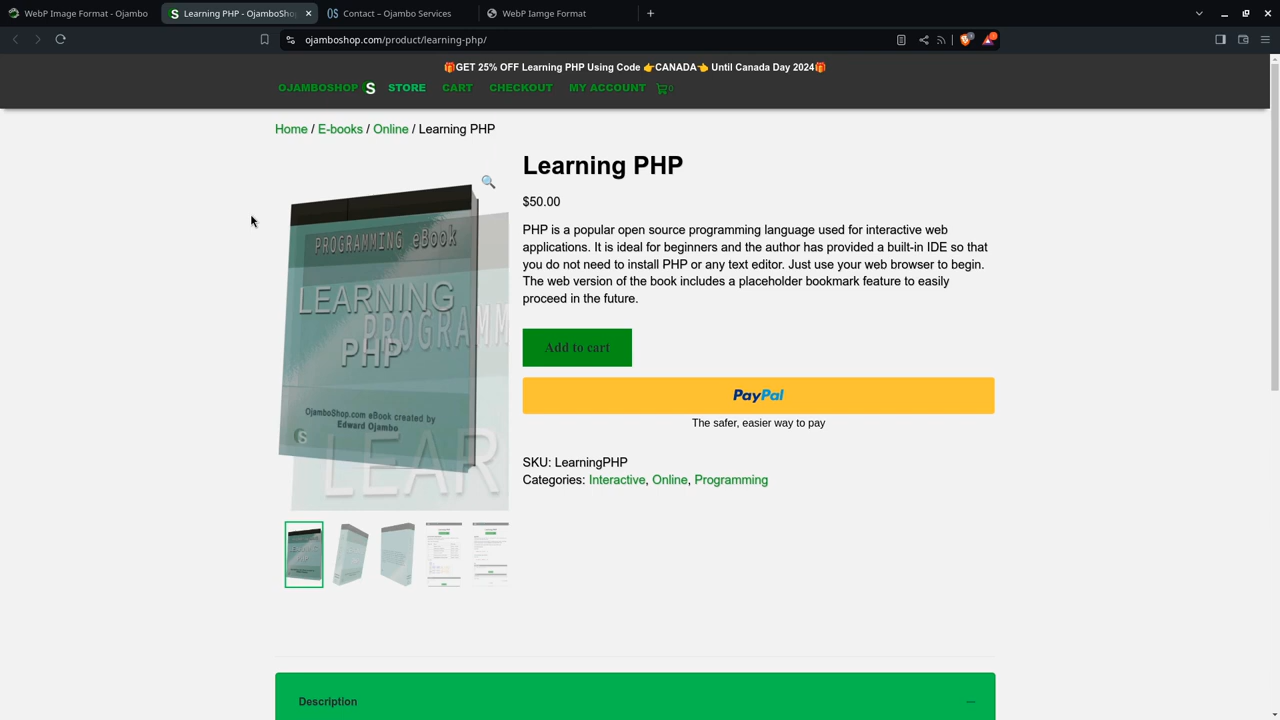 WebP Image Format - Ojambo
Learning PHP - OjamboSho
Contact – Ojambo Services
WebP Iamge Format
ojamboshop.com/product/learning-php/
🎁GET 25% OFF Learning PHP Using Code 👉CANADA👈 Until Canada Day 2024🎁
OJAMBOSHOP S STORE CART CHECKOUT MY ACCOUNT 0
Home / E-books / Online / Learning PHP
Learning PHP
$50.00
PHP is a popular open source programming language used for interactive web
applications. It is ideal for beginners and the author has provided a built-in IDE so that
you do not need to install PHP or any text editor. Just use your web browser to begin.
The web version of the book includes a placeholder bookmark feature to easily
proceed in the future.
Add to cart
PayPal
The safer, easier way to pay
SKU: LearningPHP
Categories: Interactive, Online, Programming
PROGRAMMING eBook
LEARNING
PHP
OjamboShop.com eBook created by
Edward Ojambo
PROGRAMM
LEAR
Description